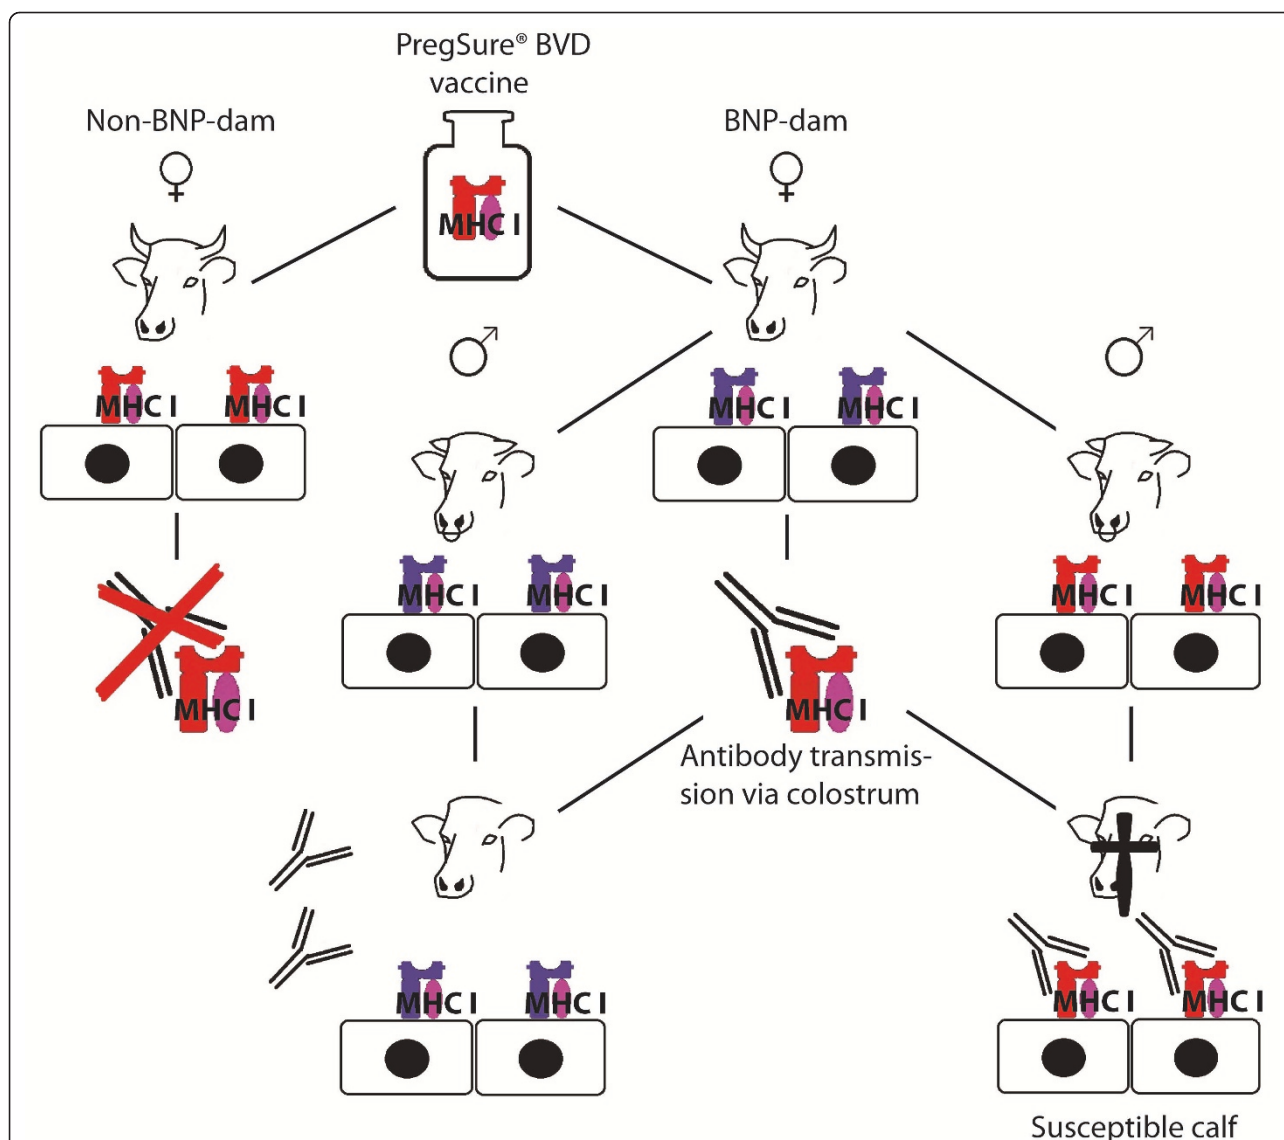 PregSure® BVD
vaccine
Non-BNP-dam
BNP-dam
MHC I
MHC I
MHC I
MHC I
MHC I
MHC I
MHC I
MHC I
MHC I
MHC I
MHC I
MHC I
Antibody transmis-
sion via colostrum
MHC I
MHC I
MHC I
MHC I
Susceptible calf